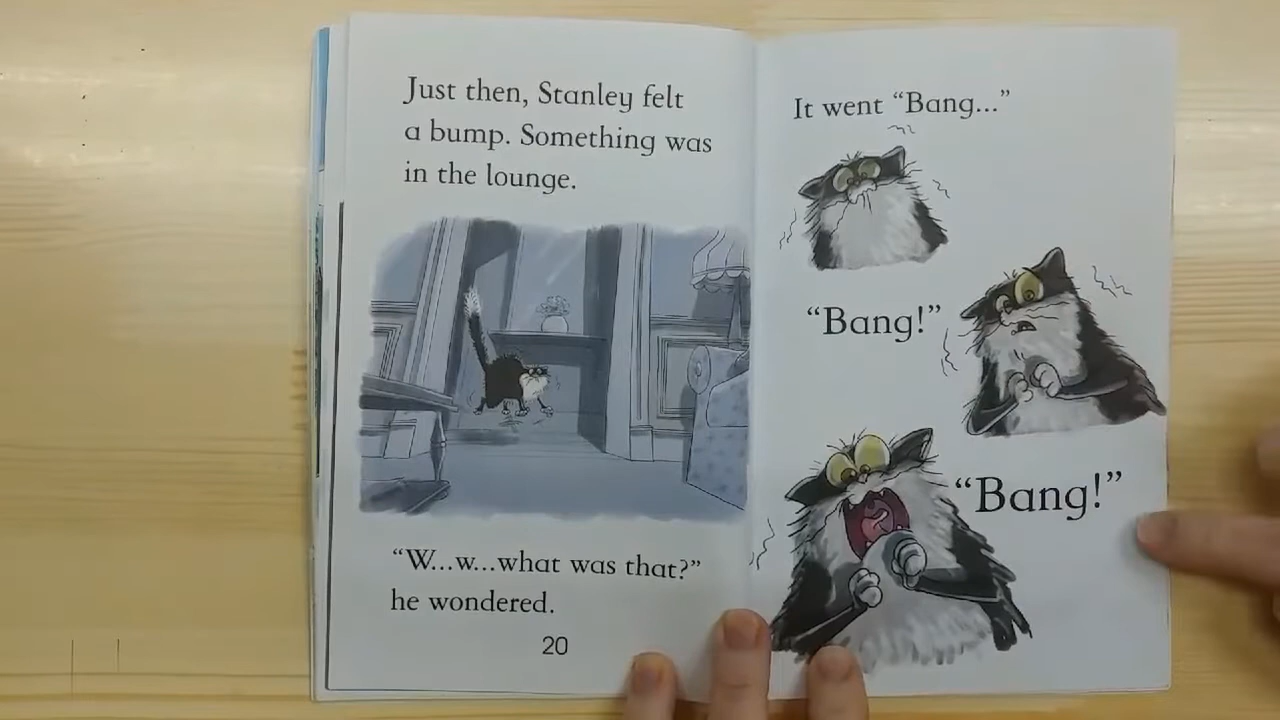 Just then, Stanley felt
a bump. Something was
in the lounge.
“W...w...what was that?”
he wondered.
20
It went “Bang...”
“Bang!”
“Bang!”